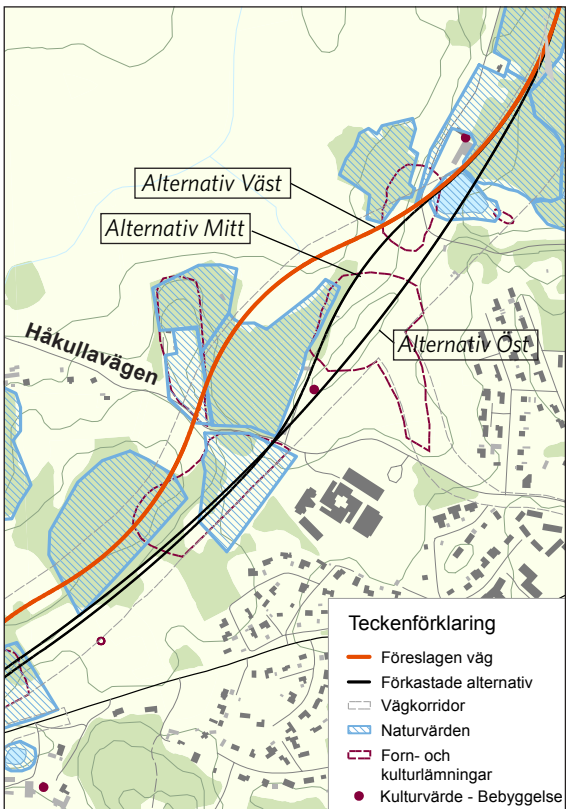 Alternativ Väst
Alternativ Mitt
Håkullavägen
Alternativ Öst
Teckenförklaring
Föreslagen väg
Förkastade alternativ
Vägkorridor
Naturvärden
Forn- och
kulturlämningar
Kulturvärde - Bebyggelse